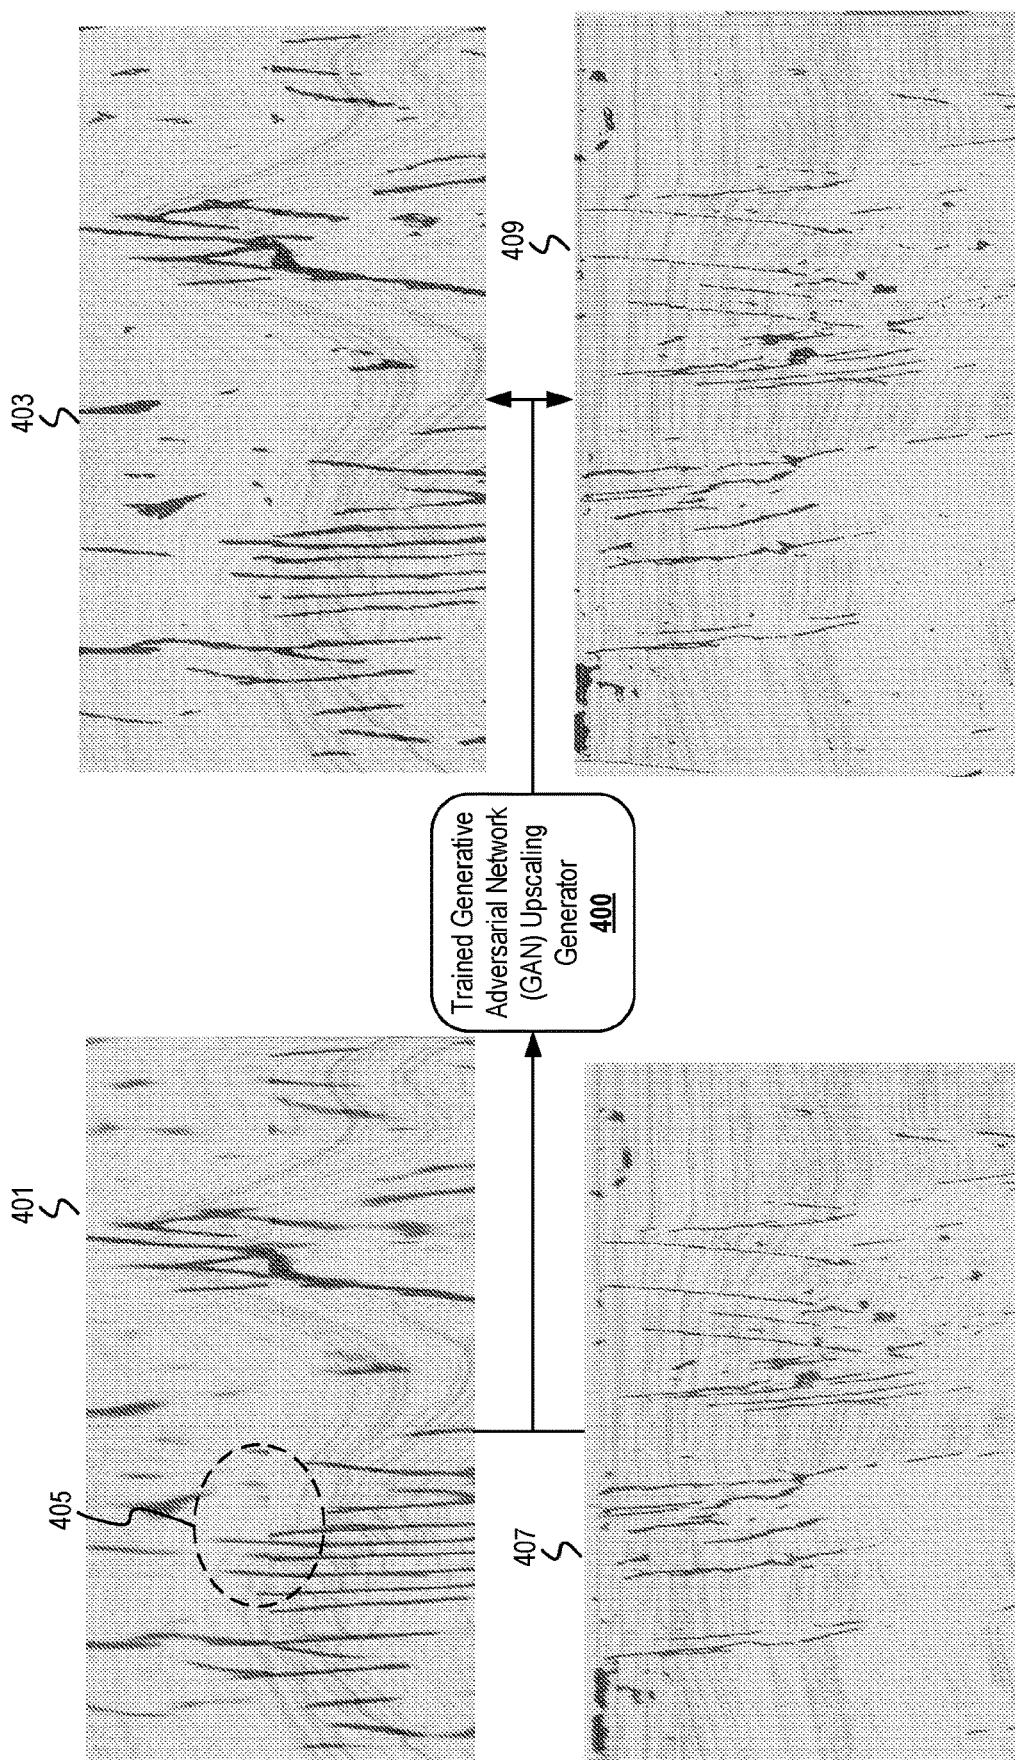 401
405
407
Trained Generative
Adversarial Network
(GAN) Upscaling
Generator
400
403
409